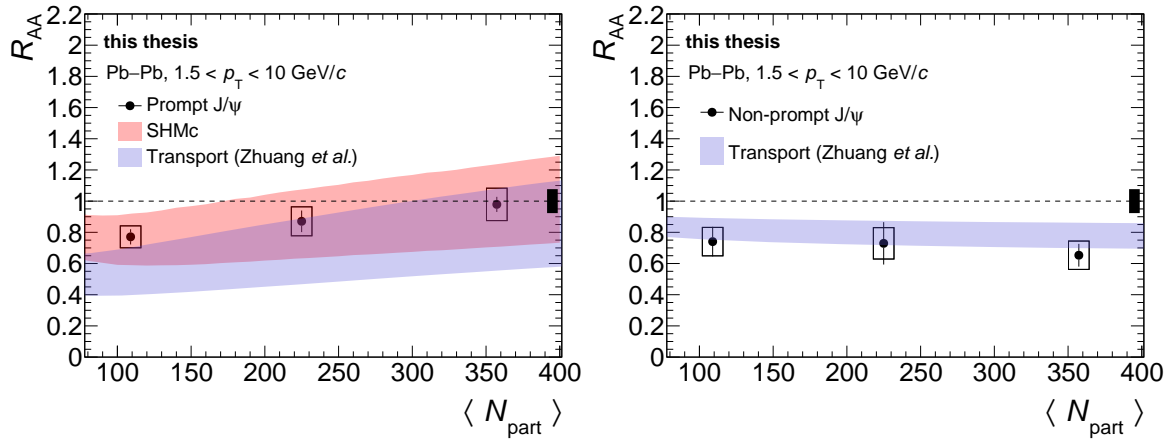 this thesis
Pb–Pb, 1.5 < p_T < 10 GeV/c
Prompt J/ψ
SHMc
Transport (Zhuang et al.)
R_AA
2.2
2
1.8
1.6
1.4
1.2
1
0.8
0.6
0.4
0.2
0
100 150 200 250 300 350 400
⟨ N_part ⟩
this thesis
Pb–Pb, 1.5 < p_T < 10 GeV/c
Non-prompt J/ψ
Transport (Zhuang et al.)
R_AA
2.2
2
1.8
1.6
1.4
1.2
1
0.8
0.6
0.4
0.2
0
100 150 200 250 300 350 400
⟨ N_part ⟩